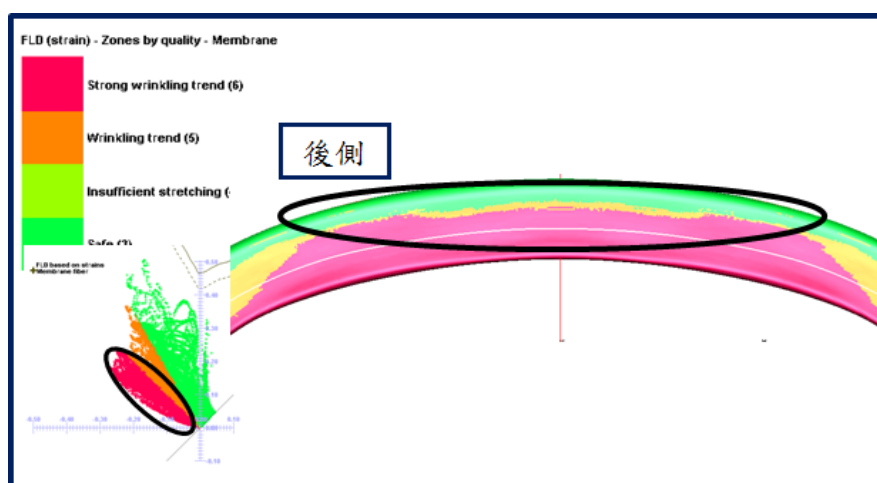 FLD (strain) - Zones by quality - Membrane
Strong wrinkling trend (6)
Wrinkling trend (5)
Insufficient stretching (
Safe
後側
FLD based on strains
Membrane fiber